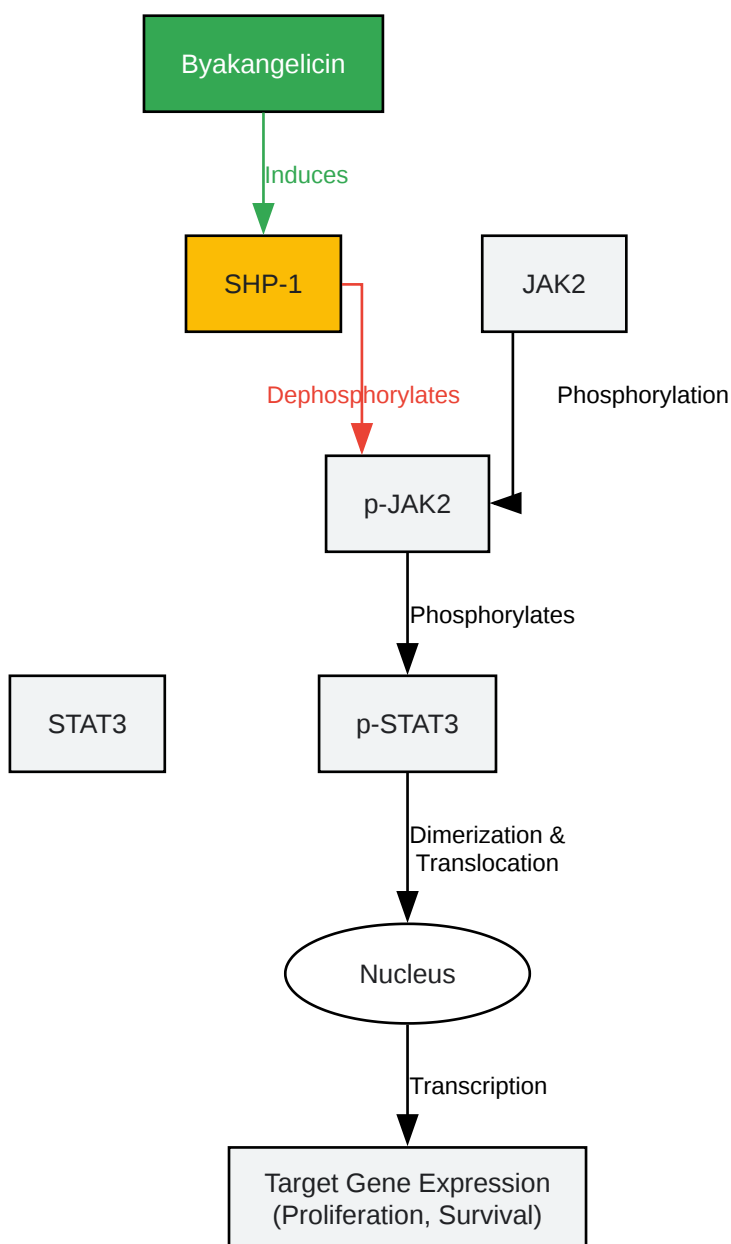 Byakangelicin
Induces
SHP-1
JAK2
Dephosphorylates
Phosphorylation
p-JAK2
Phosphorylates
STAT3
p-STAT3
Dimerization &
Translocation
Nucleus
Transcription
Target Gene Expression
(Proliferation, Survival)